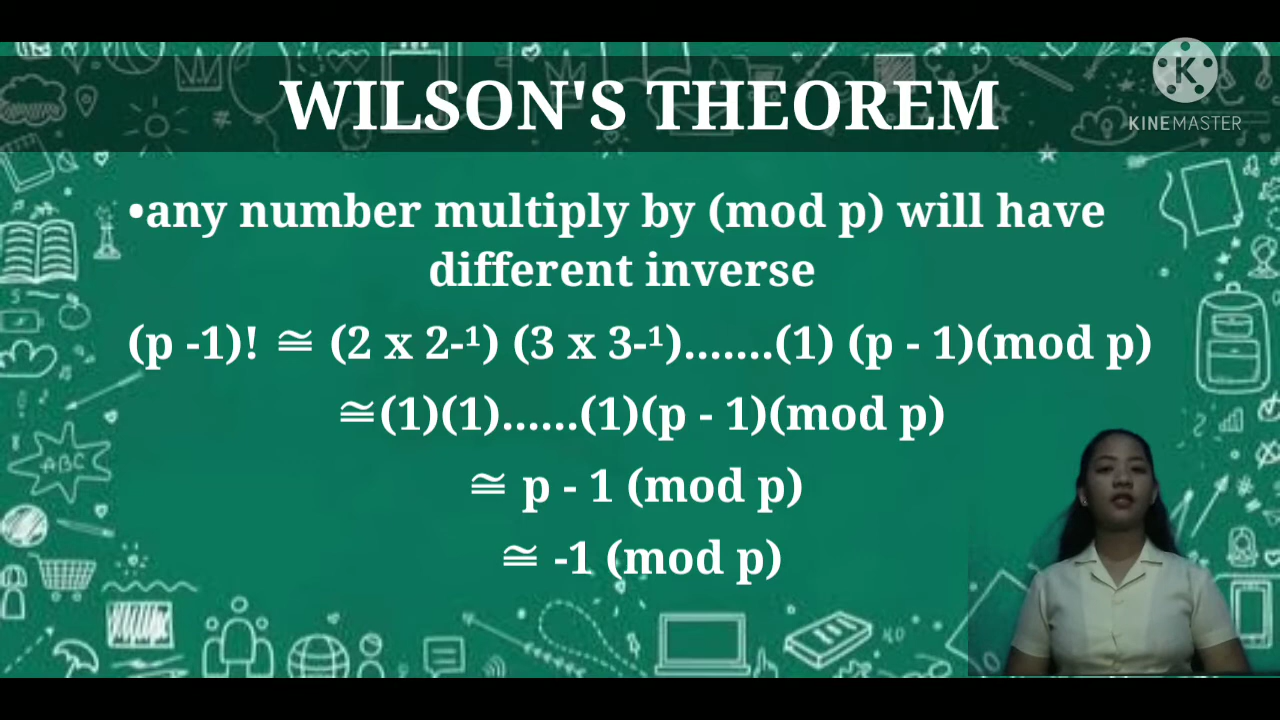 WILSON'S THEOREM
K
KINEMASTER
•any number multiply by (mod p) will have
different inverse
(p -1)! ≅ (2 x 2-¹) (3 x 3-¹).......(1) (p - 1)(mod p)
≅(1)(1)......(1)(p - 1)(mod p)
≅ p - 1 (mod p)
≅ -1 (mod p)
ABC